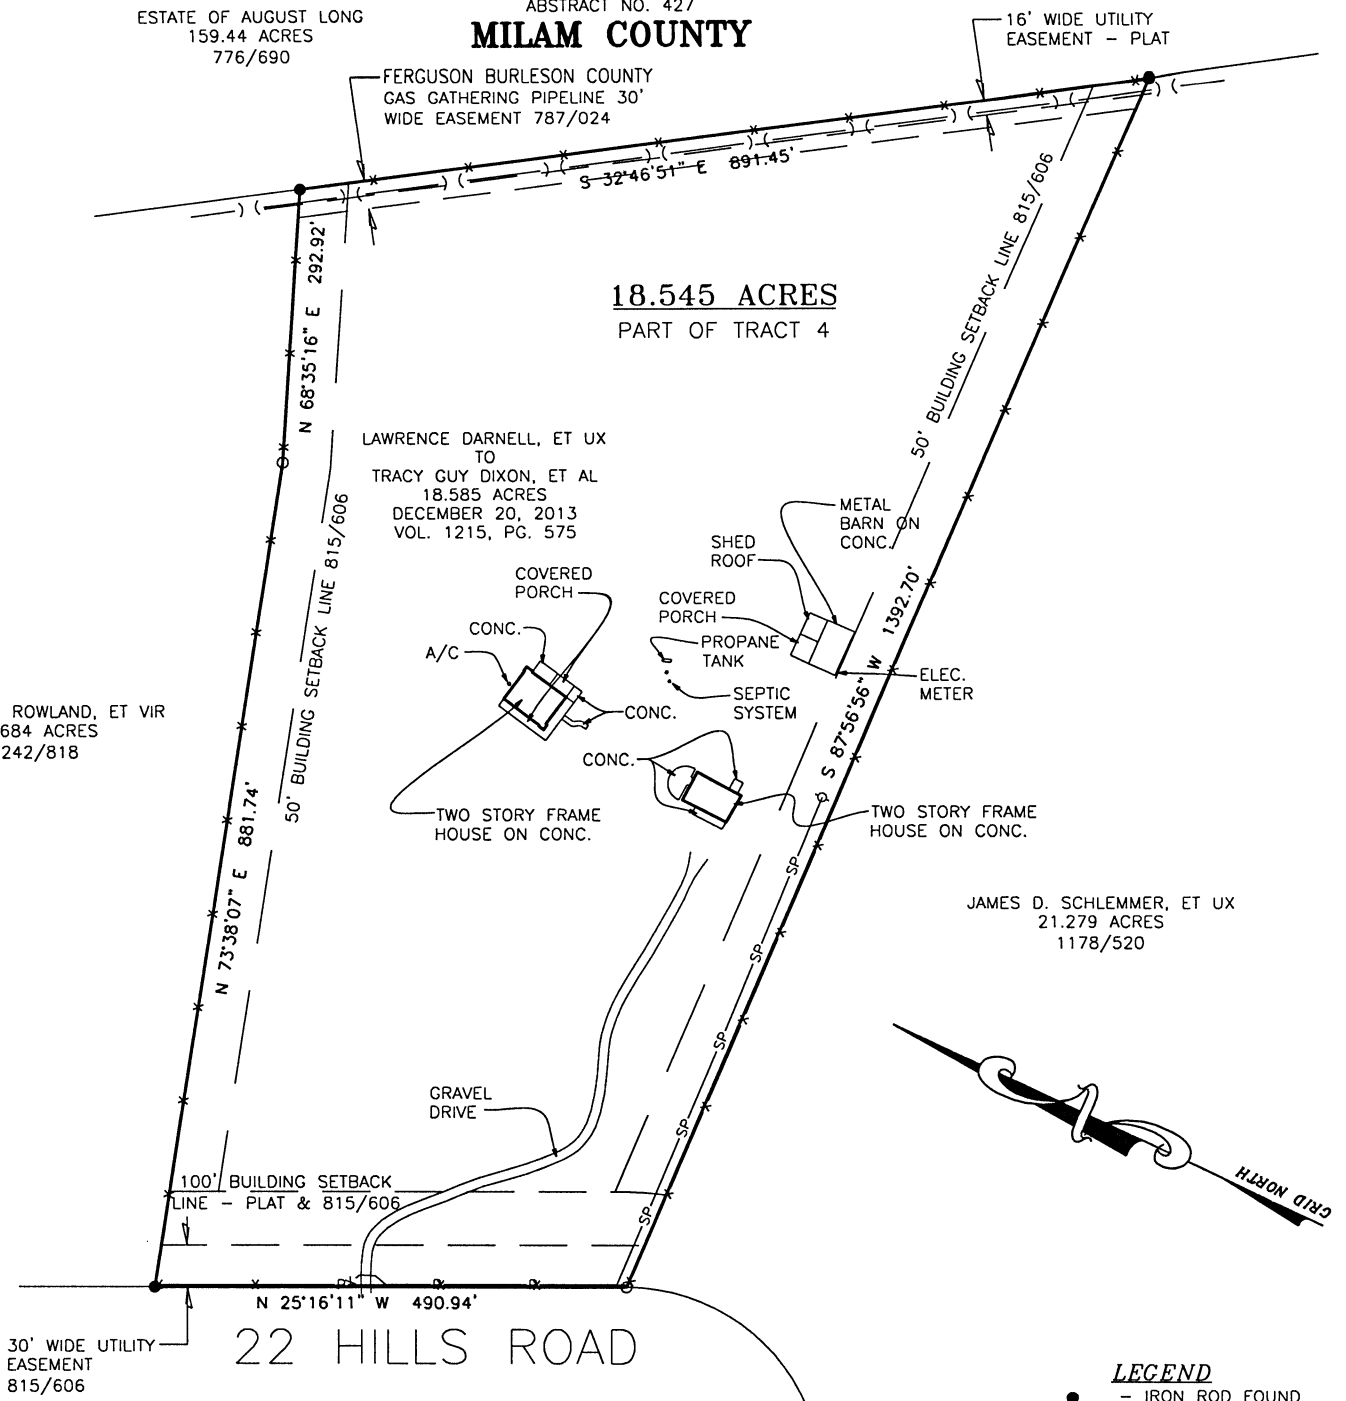 ABSTRACT NO. 427
MILAM COUNTY
ESTATE OF AUGUST LONG
159.44 ACRES
776/690
FERGUSON BURLESON COUNTY
GAS GATHERING PIPELINE 30'
WIDE EASEMENT 787/024
16' WIDE UTILITY
EASEMENT - PLAT
S 32°46'51" E 891.45'
N 68°35'16" E 292.92'
18.545 ACRES
PART OF TRACT 4
50' BUILDING SETBACK LINE 815/606
LAWRENCE DARNELL, ET UX
TO
TRACY GUY DIXON, ET AL
18.585 ACRES
DECEMBER 20, 2013
VOL. 1215, PG. 575
50' BUILDING SETBACK LINE 815/606
METAL
BARN ON
CONC.
SHED
ROOF
COVERED
PORCH
COVERED
PORCH
CONC.
A/C
PROPANE
TANK
SEPTIC
SYSTEM
ELEC.
METER
CONC.
CONC.
S 87°56'56" W 1392.70'
TWO STORY FRAME
HOUSE ON CONC.
TWO STORY FRAME
HOUSE ON CONC.
ROWLAND, ET VIR
684 ACRES
242/818
N 73°38'07" E 881.74'
JAMES D. SCHLEMMER, ET UX
21.279 ACRES
1178/520
SP
SP
SP
SP
SP
GRAVEL
DRIVE
GRID NORTH
100' BUILDING SETBACK
LINE - PLAT & 815/606
N 25°16'11" W 490.94'
22 HILLS ROAD
30' WIDE UTILITY
EASEMENT
815/606
LEGEND
- IRON ROD FOUND